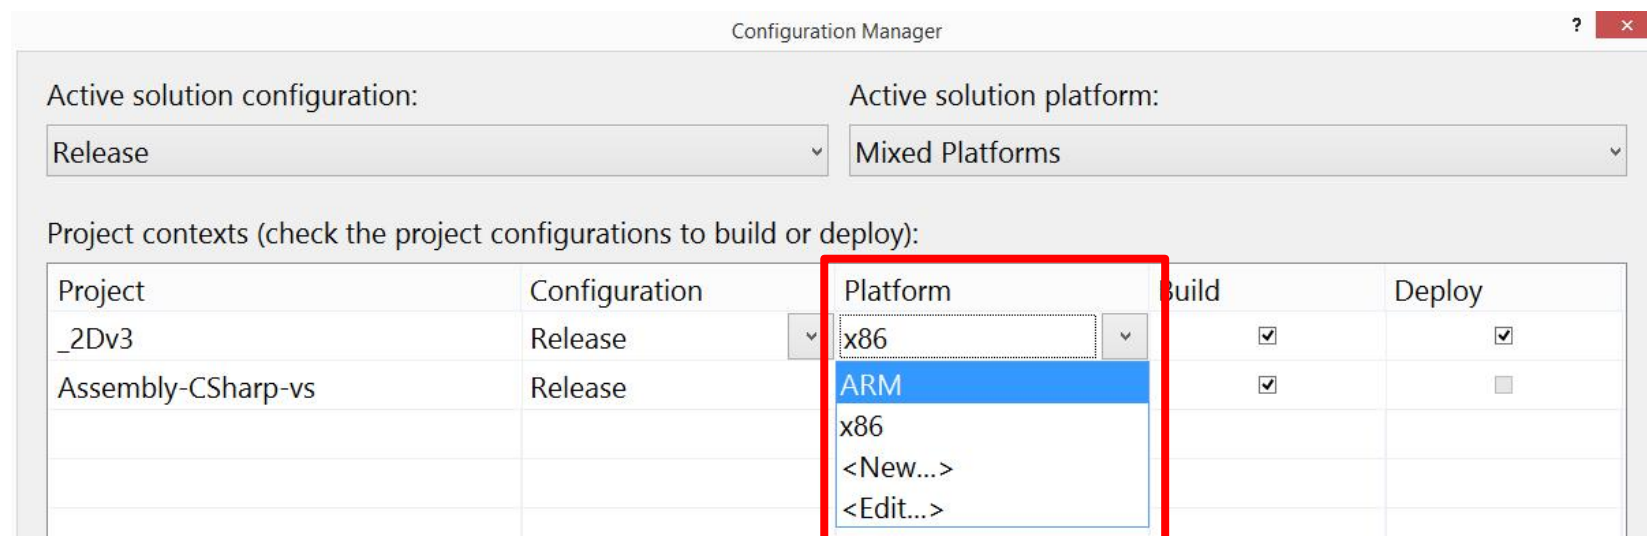 Configuration Manager ? ×
Active solution configuration: Active solution platform:
Release Mixed Platforms
Project contexts (check the project configurations to build or deploy):
Project Configuration Platform Build Deploy
_2Dv3 Release x86
Assembly-CSharp-vs Release ARM
x86
<New...>
<Edit...>